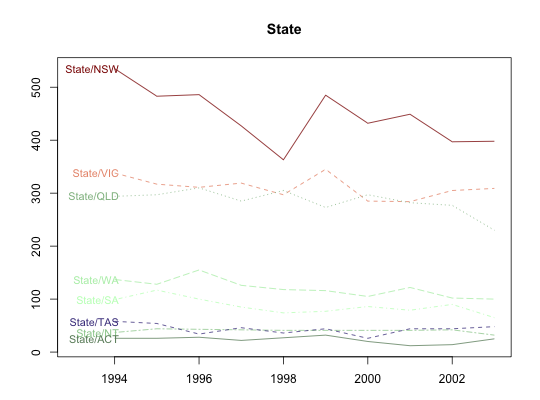 State
500
400
300
200
100
0
State/NSW
State/VIG
State/QLD
State/WA
State/SA
State/TAS
State/NT
State/ACT
1994 1996 1998 2000 2002